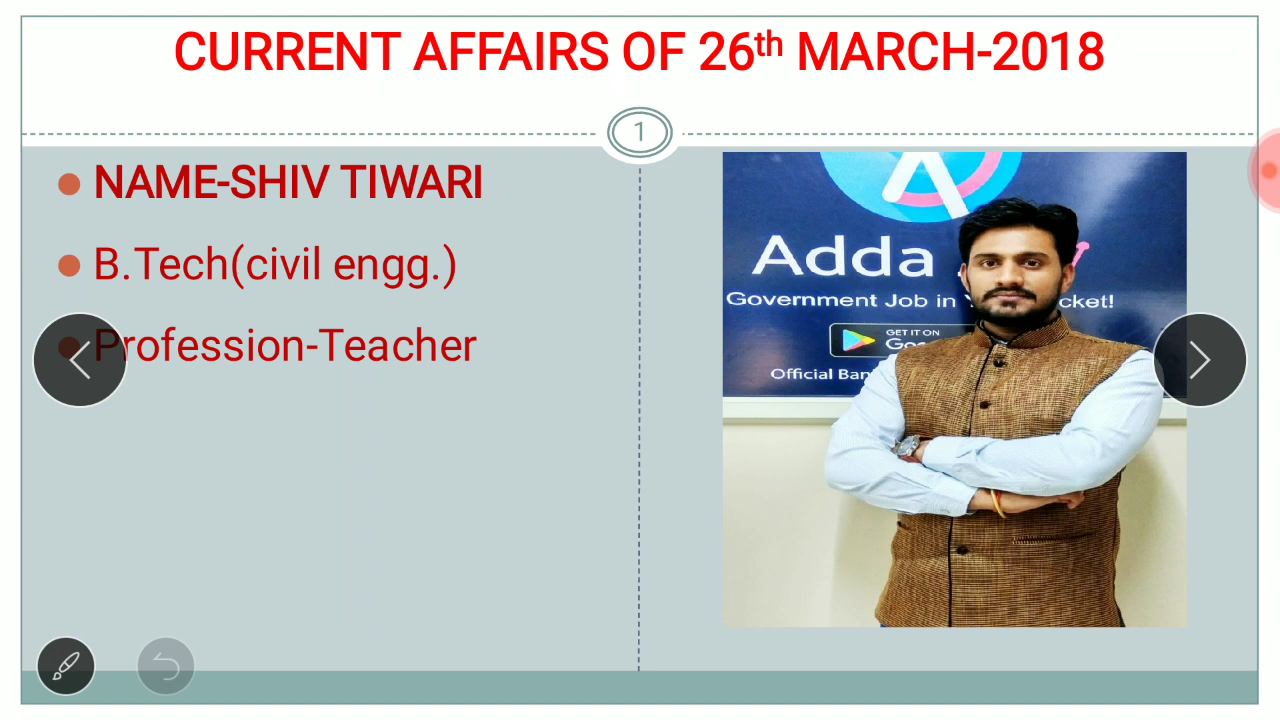 CURRENT AFFAIRS OF 26th MARCH-2018
1
NAME-SHIV TIWARI
B.Tech(civil engg.)
Profession-Teacher
Adda
Government Job in cket!
GET IT ON
Goo
Official Ban